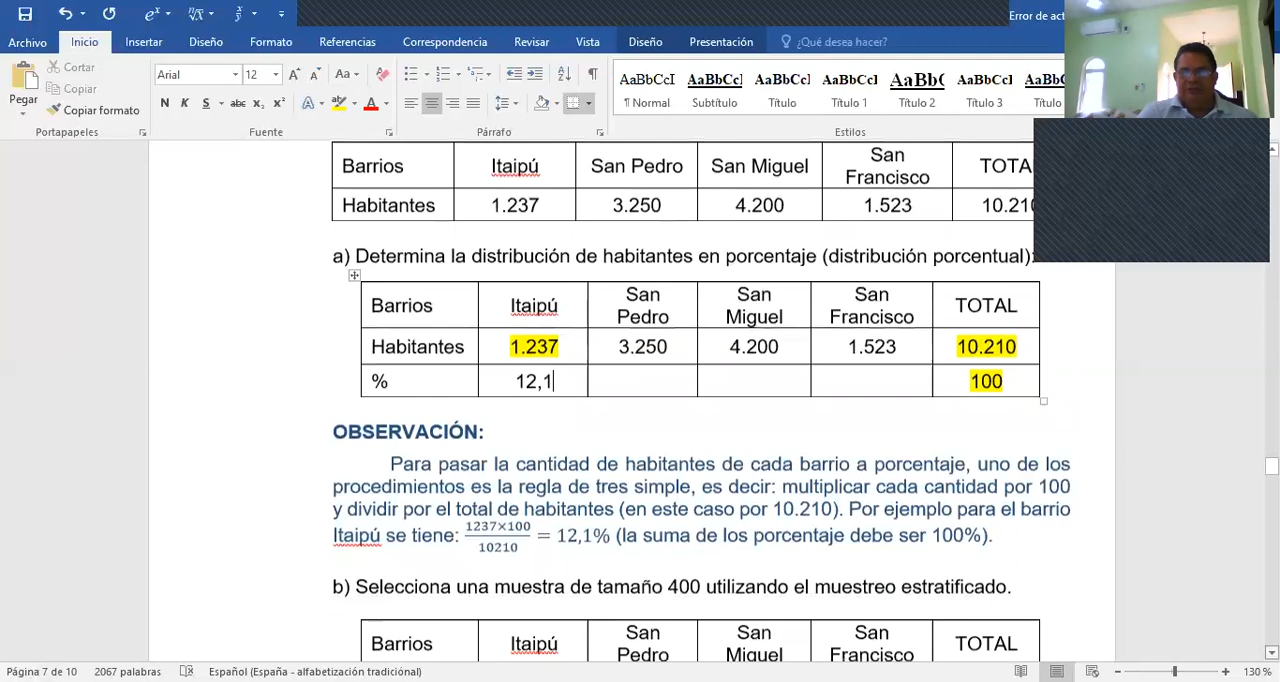 Error de act
Archivo Inicio Insertar Diseño Formato Referencias Correspondencia Revisar Vista Diseño Presentación ¿Qué desea hacer?
Pegar
Cortar
Copiar
Copiar formato
Portapapeles
Arial 12
N K S abc x₂ x²
Fuente
Párrafo
AaBbCcI AaBbCcl AaBbCci AaBbCcI AaBb( AaBbCcl AaBbCcl
¶ Normal Subtítulo Título Título 1 Título 2 Título 3 Título
Estilos
Barrios Itaipú San Pedro San Miguel San Francisco TOTA
Habitantes 1.237 3.250 4.200 1.523 10.210
a) Determina la distribución de habitantes en porcentaje (distribución porcentual):
Barrios Itaipú San Pedro San Miguel San Francisco TOTAL
Habitantes 1.237 3.250 4.200 1.523 10.210
% 12,1 100
OBSERVACIÓN:
Para pasar la cantidad de habitantes de cada barrio a porcentaje, uno de los
procedimientos es la regla de tres simple, es decir: multiplicar cada cantidad por 100
y dividir por el total de habitantes (en este caso por 10.210). Por ejemplo para el barrio
Itaipú se tiene: 1237×100/10210 = 12,1% (la suma de los porcentaje debe ser 100%).
b) Selecciona una muestra de tamaño 400 utilizando el muestreo estratificado.
Barrios Itaipú San Pedro San Miguel San Francisco TOTAL
Página 7 de 10 2067 palabras Español (España - alfabetización tradicional) 130 %